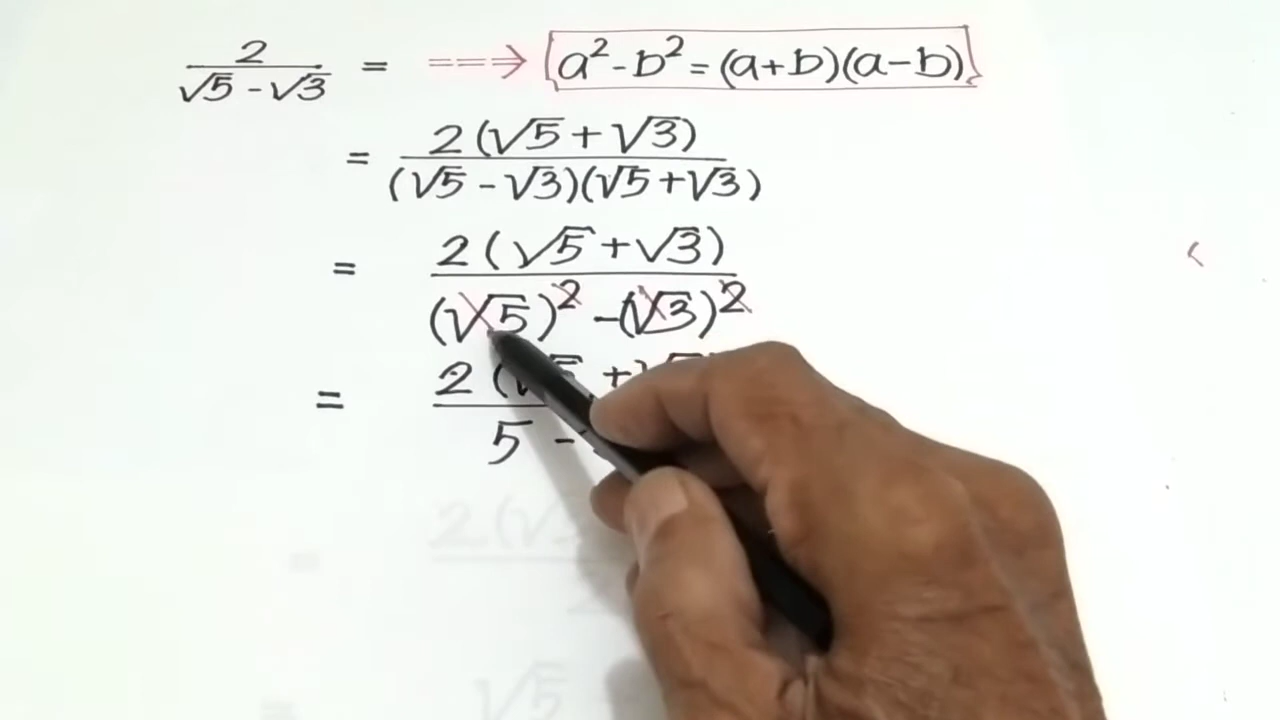 2/(√5 - √3) = ===> a² - b² = (a+b)(a-b)
= 2(√5 + √3)/(√5 - √3)(√5 + √3)
= 2(√5 + √3)/(√5)² - (√3)²
= 2(√5 +/5 -